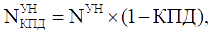 N^УН_КПД = N^УН × (1−КПД),